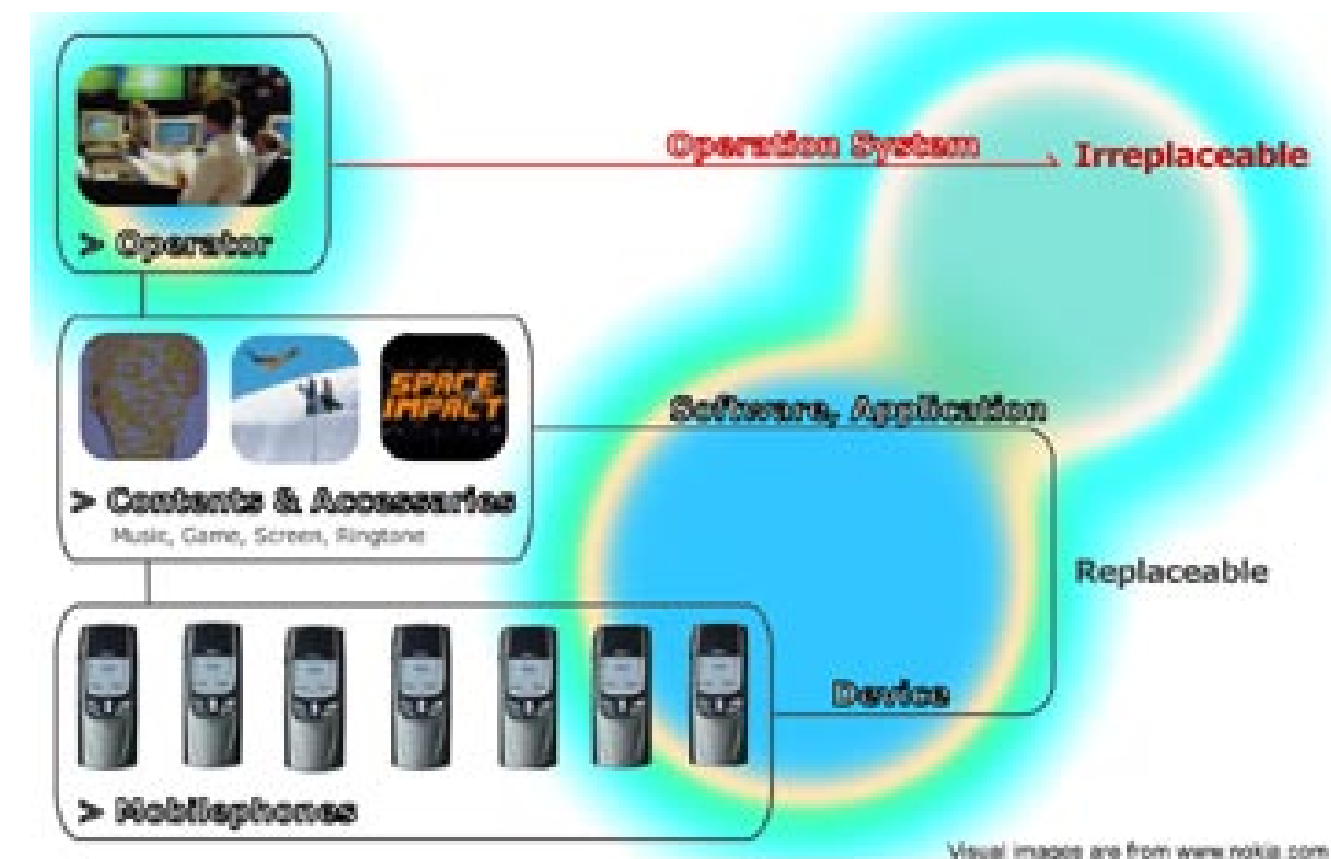 Operation System
Irreplaceable
> Operator
SPACE
IMPACT
Software, Application
> Contents & Accessaries
Music, Game, Screen, Ringtone
Replaceable
Device
> Mobilephones
Visual images are from www.nokia.com